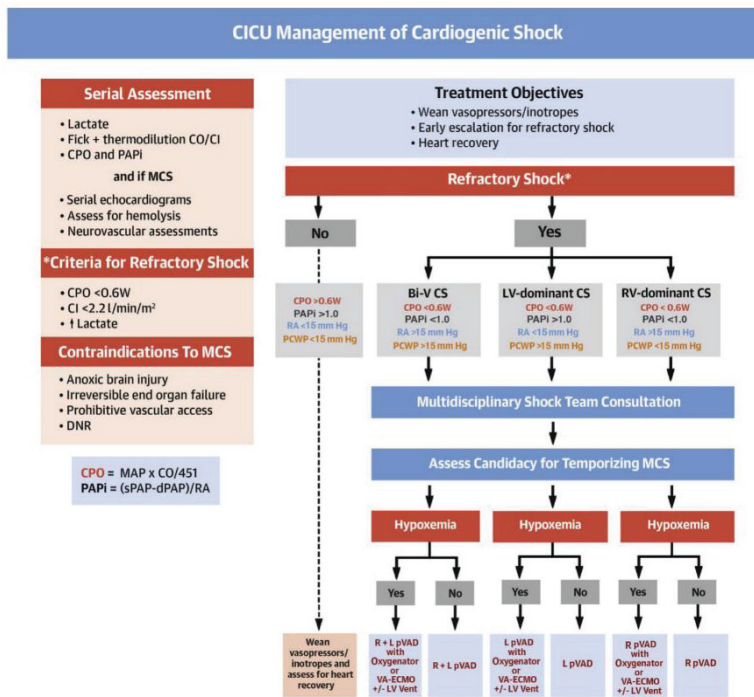 CICU Management of Cardiogenic Shock
Serial Assessment
• Lactate
• Fick + thermodilution CO/CI
• CPO and PAPi
and if MCS
• Serial echocardiograms
• Assess for hemolysis
• Neurovascular assessments
*Criteria for Refractory Shock
• CPO <0.6W
• CI <2.2 l/min/m²
• ↑ Lactate
Contraindications To MCS
• Anoxic brain injury
• Irreversible end organ failure
• Prohibitive vascular access
• DNR
CPO = MAP x CO/451
PAPi = (sPAP-dPAP)/RA
Treatment Objectives
• Wean vasopressors/inotropes
• Early escalation for refractory shock
• Heart recovery
Refractory Shock*
No
Yes
CPO >0.6W
PAPi >1.0
RA <15 mm Hg
PCWP <15 mm Hg
Bi-V CS
CPO <0.6W
PAPi <1.0
RA >15 mm Hg
PCWP >15 mm Hg
LV-dominant CS
CPO <0.6W
PAPi >1.0
RA <15 mm Hg
PCWP >15 mm Hg
RV-dominant CS
CPO < 0.6W
PAPi <1.0
RA >15 mm Hg
PCWP <15 mm Hg
Multidisciplinary Shock Team Consultation
Assess Candidacy for Temporizing MCS
Hypoxemia
Hypoxemia
Hypoxemia
Yes
No
Yes
No
Yes
No
Wean
vasopressors/
inotropes and
assess for heart
recovery
R + L pVAD
with
Oxygenator
or
VA-ECMO
+/- LV Vent
R + L pVAD
L pVAD
with
Oxygenator
or
VA-ECMO
+/- LV Vent
L pVAD
R pVAD
with
Oxygenator
or
VA-ECMO
+/- LV Vent
R pVAD